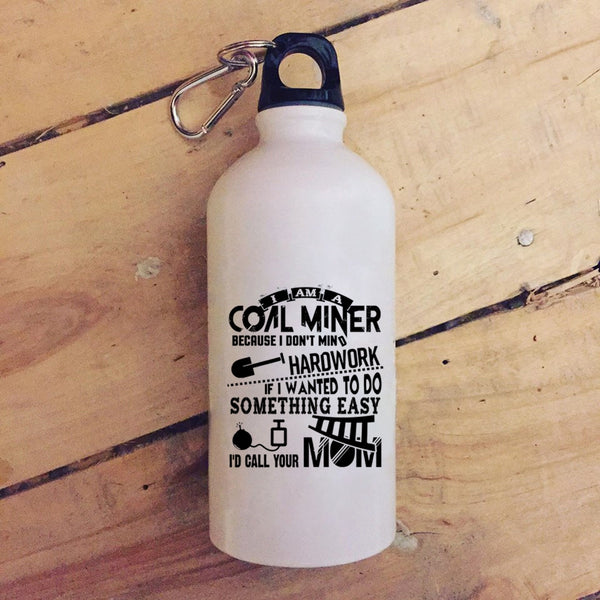 I AM A
COAL MINER
BECAUSE I DON'T MIND
HARDWORK
IF I WANTED TO DO
SOMETHING EASY
I'D CALL YOUR MOM